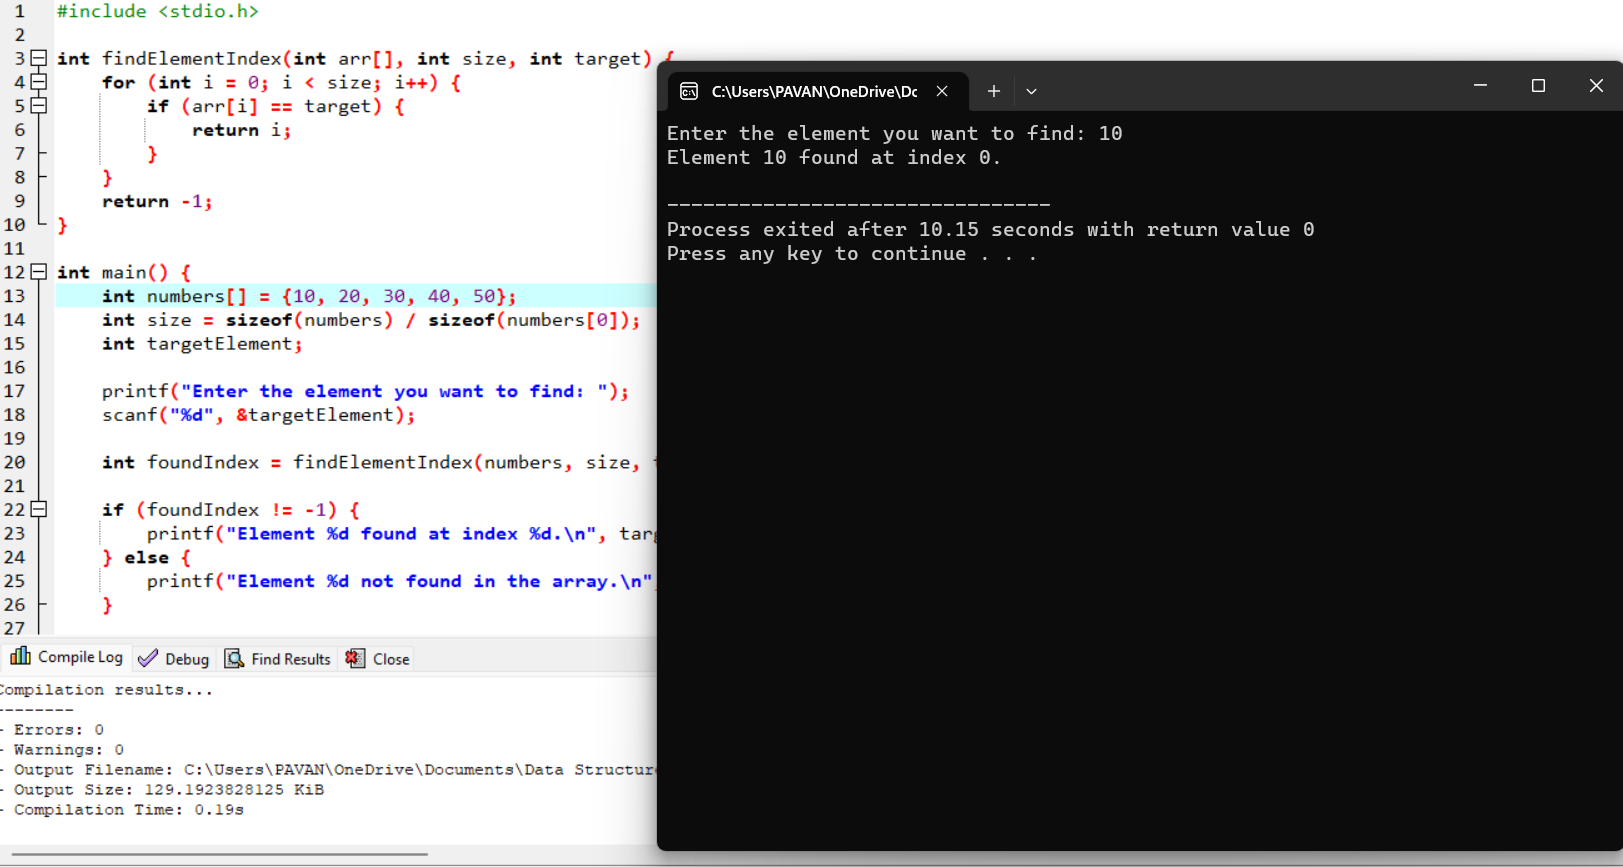 1 #include <stdio.h>
2
3 int findElementIndex(int arr[], int size, int target) {
4 for (int i = 0; i < size; i++) {
5 if (arr[i] == target) {
6 return i;
7 }
8 }
9 return -1;
10 }
11
12 int main() {
13 int numbers[] = {10, 20, 30, 40, 50};
14 int size = sizeof(numbers) / sizeof(numbers[0]);
15 int targetElement;
16
17 printf("Enter the element you want to find: ");
18 scanf("%d", &targetElement);
19
20 int foundIndex = findElementIndex(numbers, size,
21
22 if (foundIndex != -1) {
23 printf("Element %d found at index %d.\n", targ
24 } else {
25 printf("Element %d not found in the array.\n"
26 }
27
Compile Log Debug Find Results Close
Compilation results...
--------
- Errors: 0
- Warnings: 0
- Output Filename: C:\Users\PAVAN\OneDrive\Documents\Data Structur
- Output Size: 129.1923828125 KiB
- Compilation Time: 0.19s
C:\Users\PAVAN\OneDrive\Dc
Enter the element you want to find: 10
Element 10 found at index 0.
--------------------------------
Process exited after 10.15 seconds with return value 0
Press any key to continue . . .